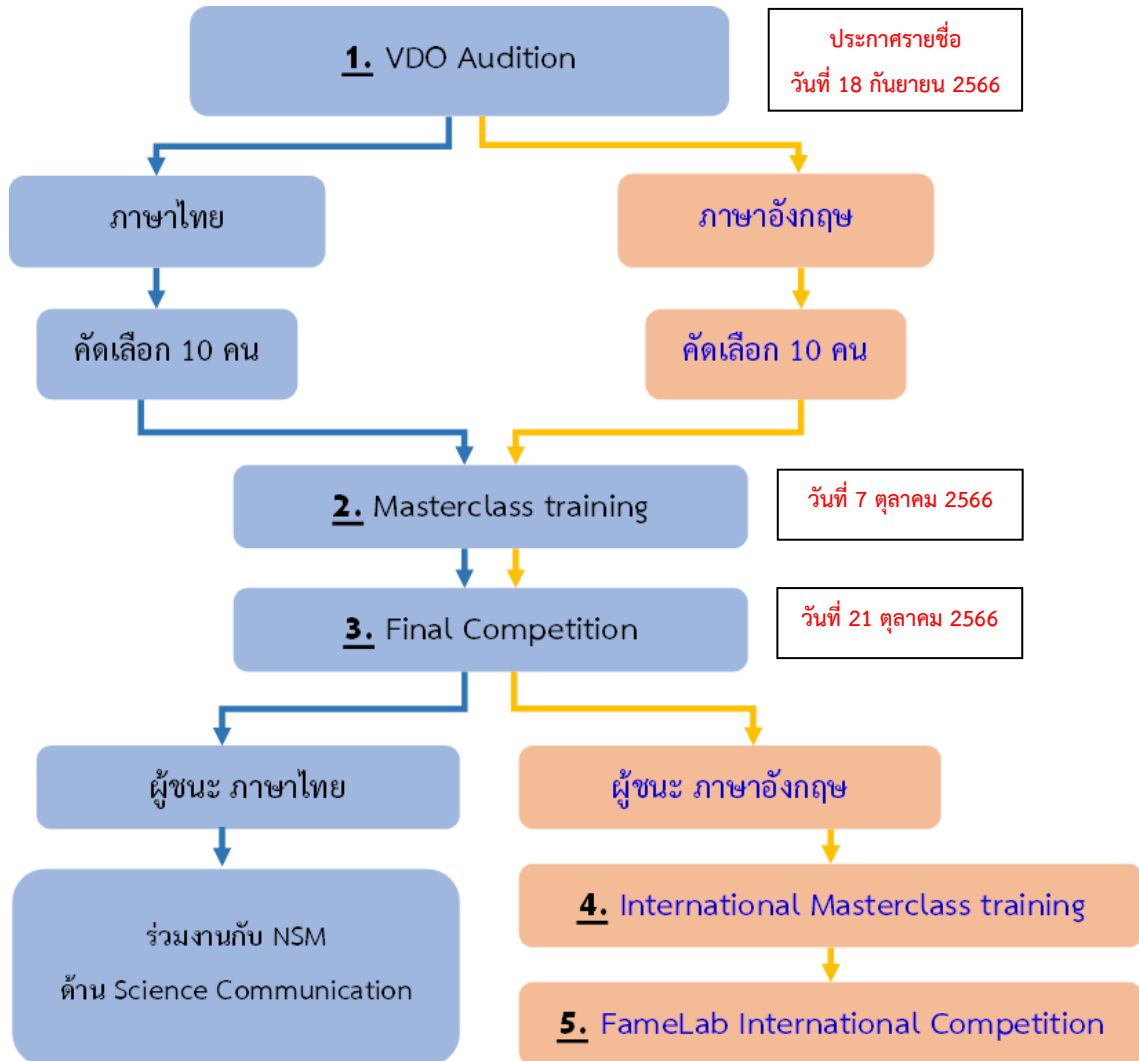 1. VDO Audition
ประกาศรายชื่อ
วันที่ 18 กันยายน 2566
ภาษาไทย
ภาษาอังกฤษ
คัดเลือก 10 คน
คัดเลือก 10 คน
2. Masterclass training
วันที่ 7 ตุลาคม 2566
3. Final Competition
วันที่ 21 ตุลาคม 2566
ผู้ชนะ ภาษาไทย
ผู้ชนะ ภาษาอังกฤษ
ร่วมงานกับ NSM
ด้าน Science Communication
4. International Masterclass training
5. FameLab International Competition